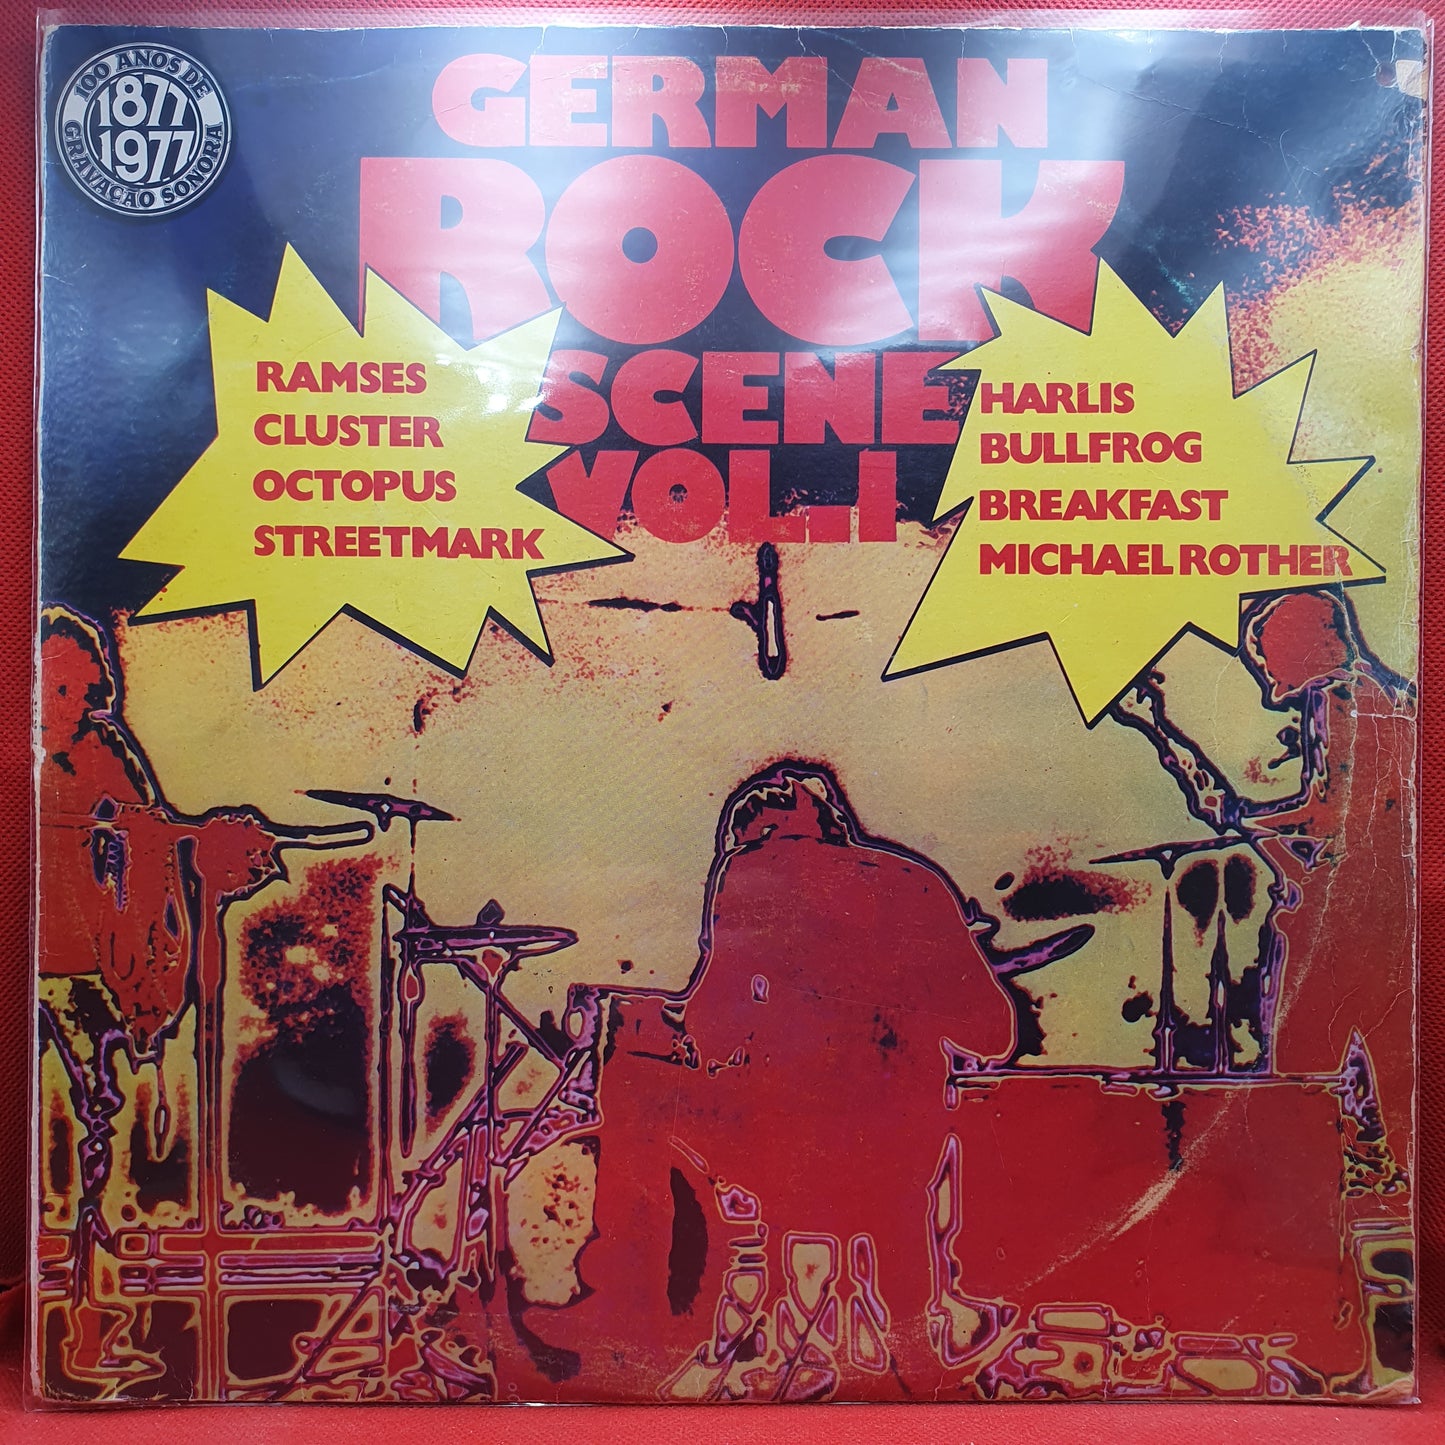 100 ANOS DE
1877
1977
GRAVAÇÃO SONORA
GERMAN
ROCK
SCENE
VOL. 1
RAMSES
CLUSTER
OCTOPUS
STREETMARK
HARLIS
BULLFROG
BREAKFAST
MICHAEL ROTHER